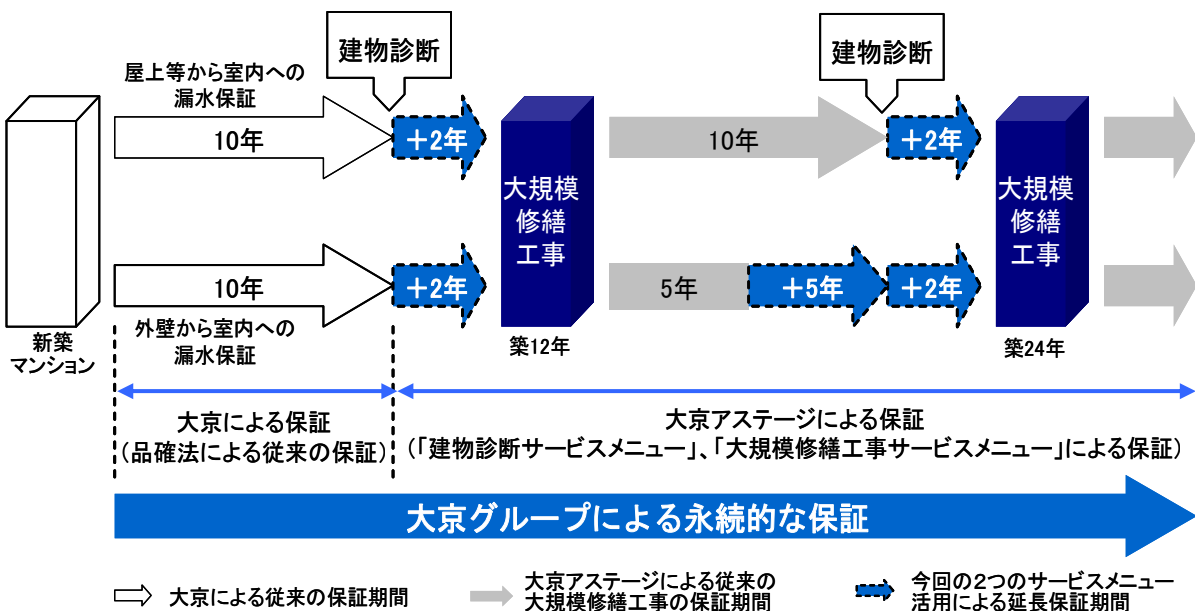 建物診断
建物診断
屋上等から室内への
漏水保証
10年
+2年
10年
+2年
大規模
修繕
工事
大規模
修繕
工事
10年
+2年
5年
+5年
+2年
新築
マンション
外壁から室内への
漏水保証
築12年
築24年
大京による保証
(品確法による従来の保証)
大京アステージによる保証
(「建物診断サービスメニュー」、「大規模修繕工事サービスメニュー」による保証)
大京グループによる永続的な保証
大京による従来の保証期間
大京アステージによる従来の
大規模修繕工事の保証期間
今回の2つのサービスメニュー
活用による延長保証期間